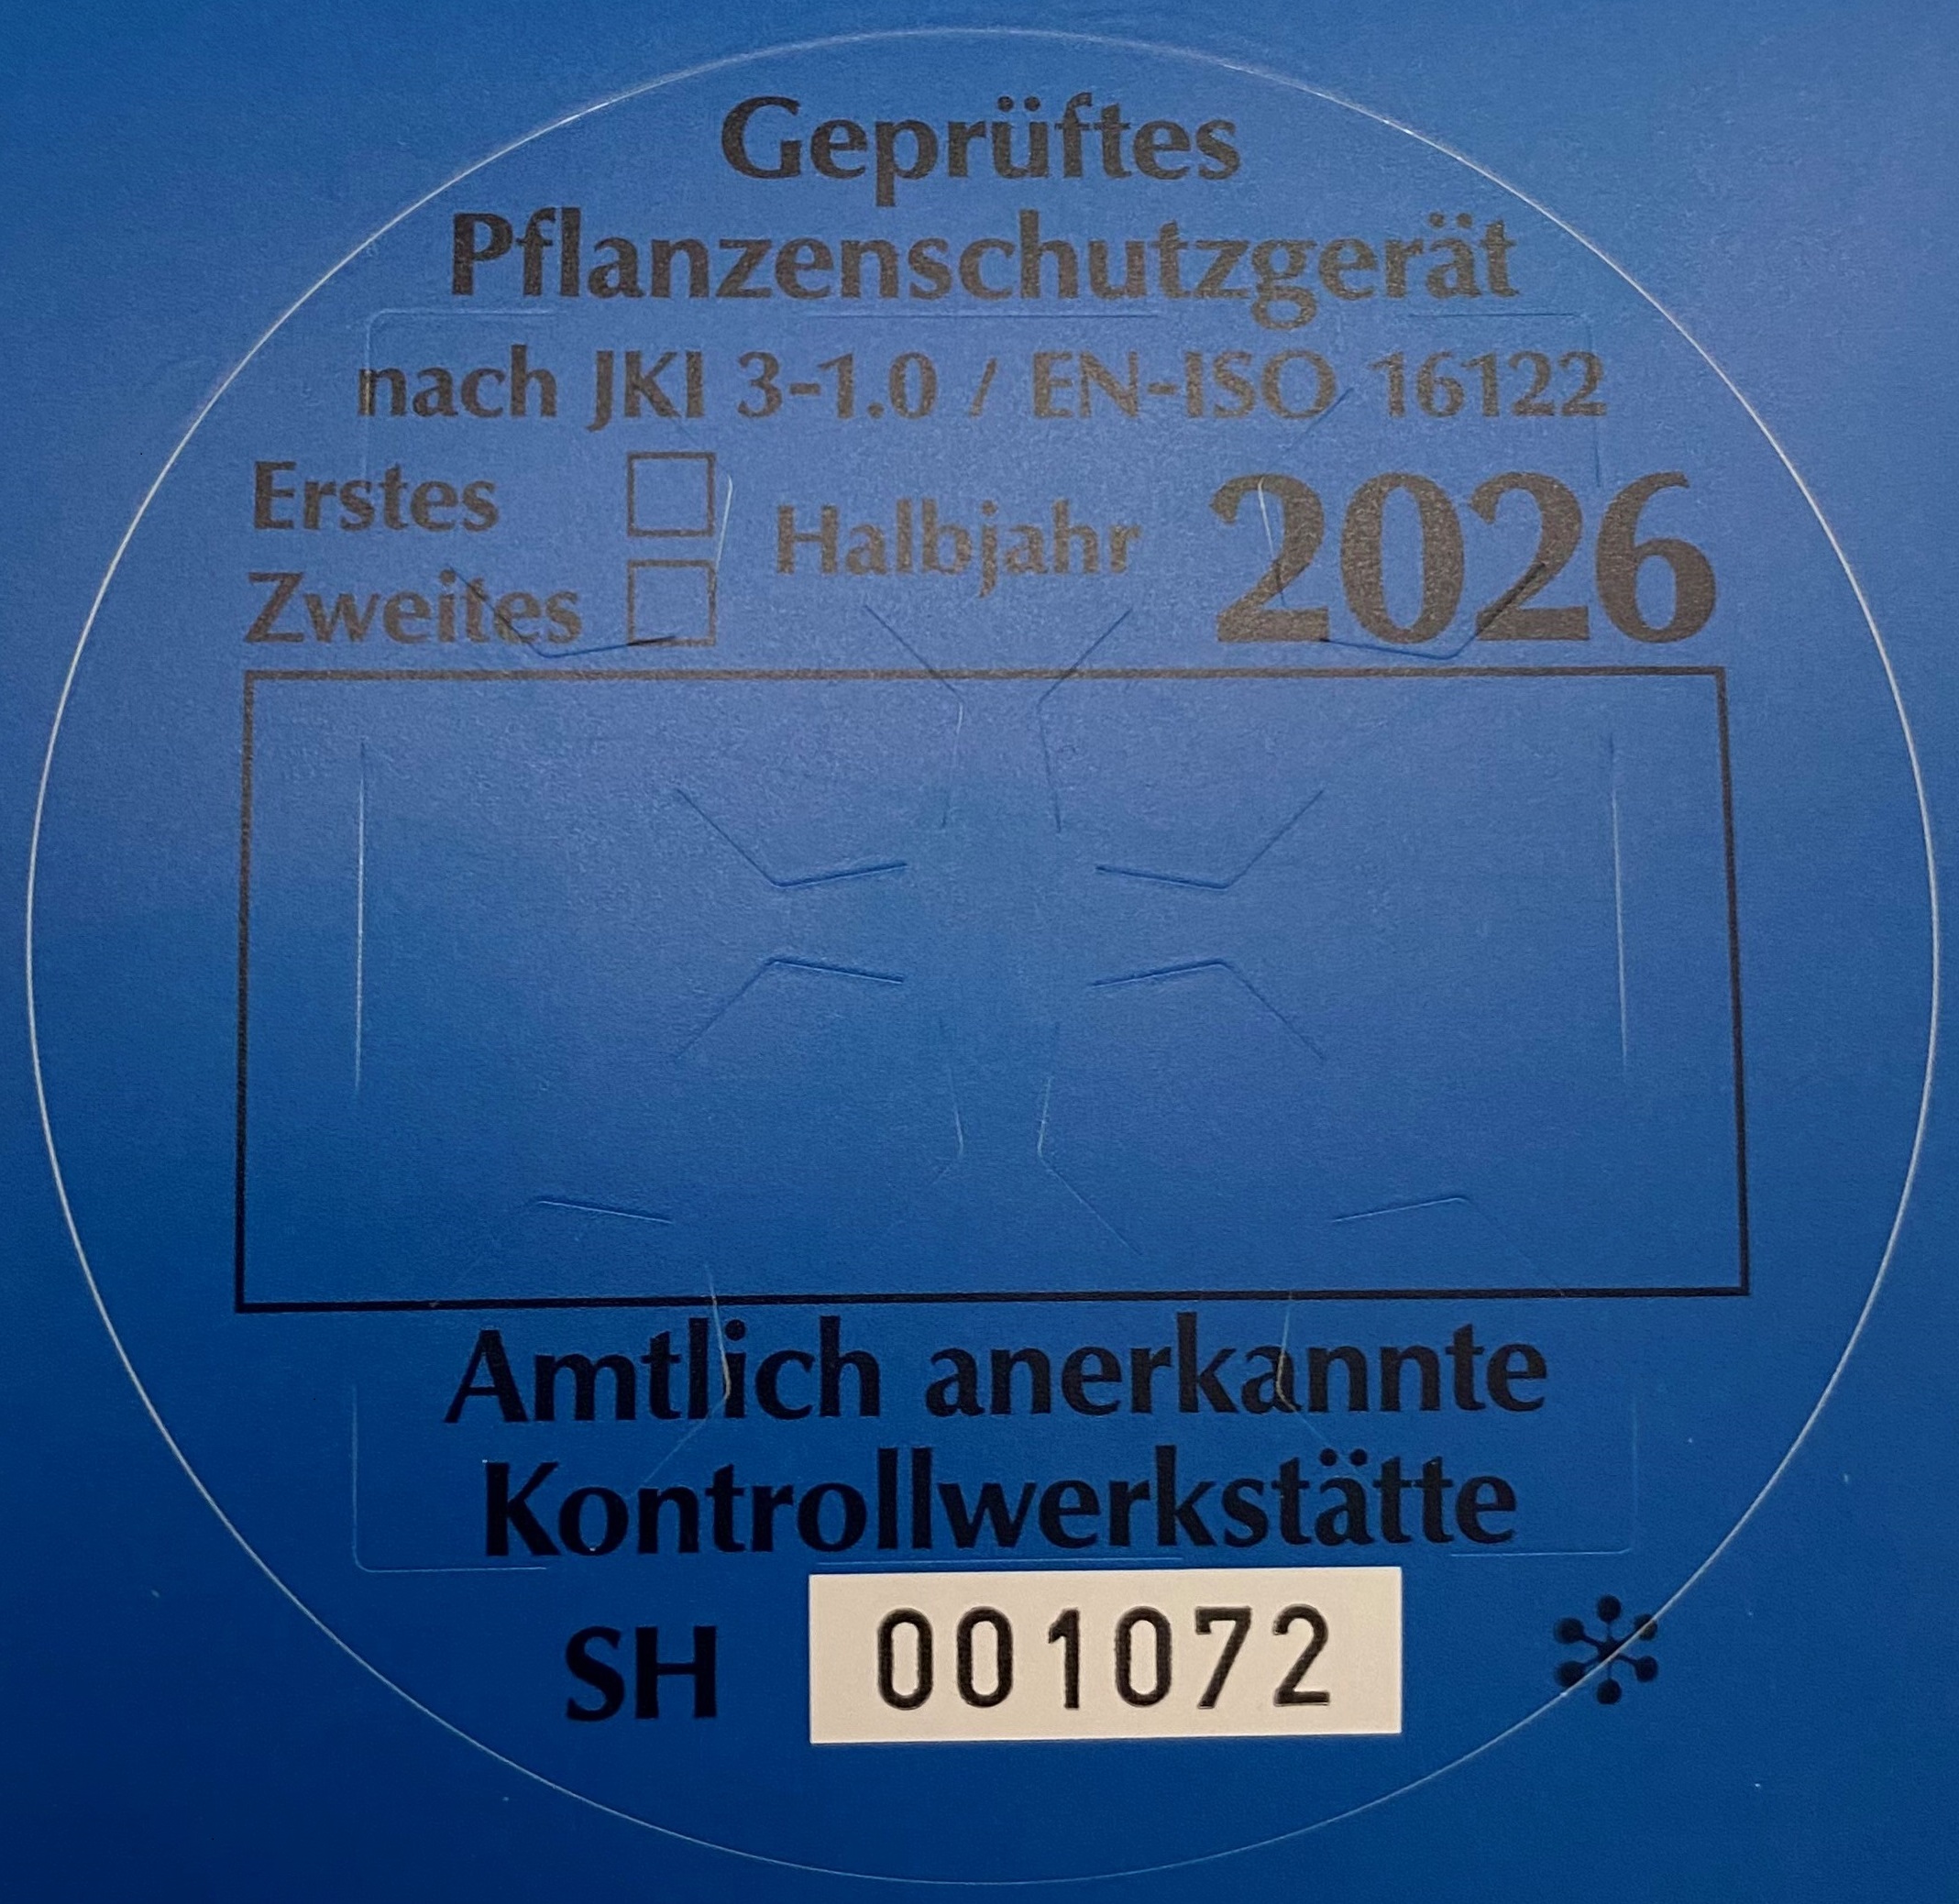 Geprüftes
Pflanzenschutzgerät
nach JKI 3-1.0 / EN-ISO 16122
Erstes
Zweites
Halbjahr 2026
Amtlich anerkannte
Kontrollwerkstätte
SH 001072